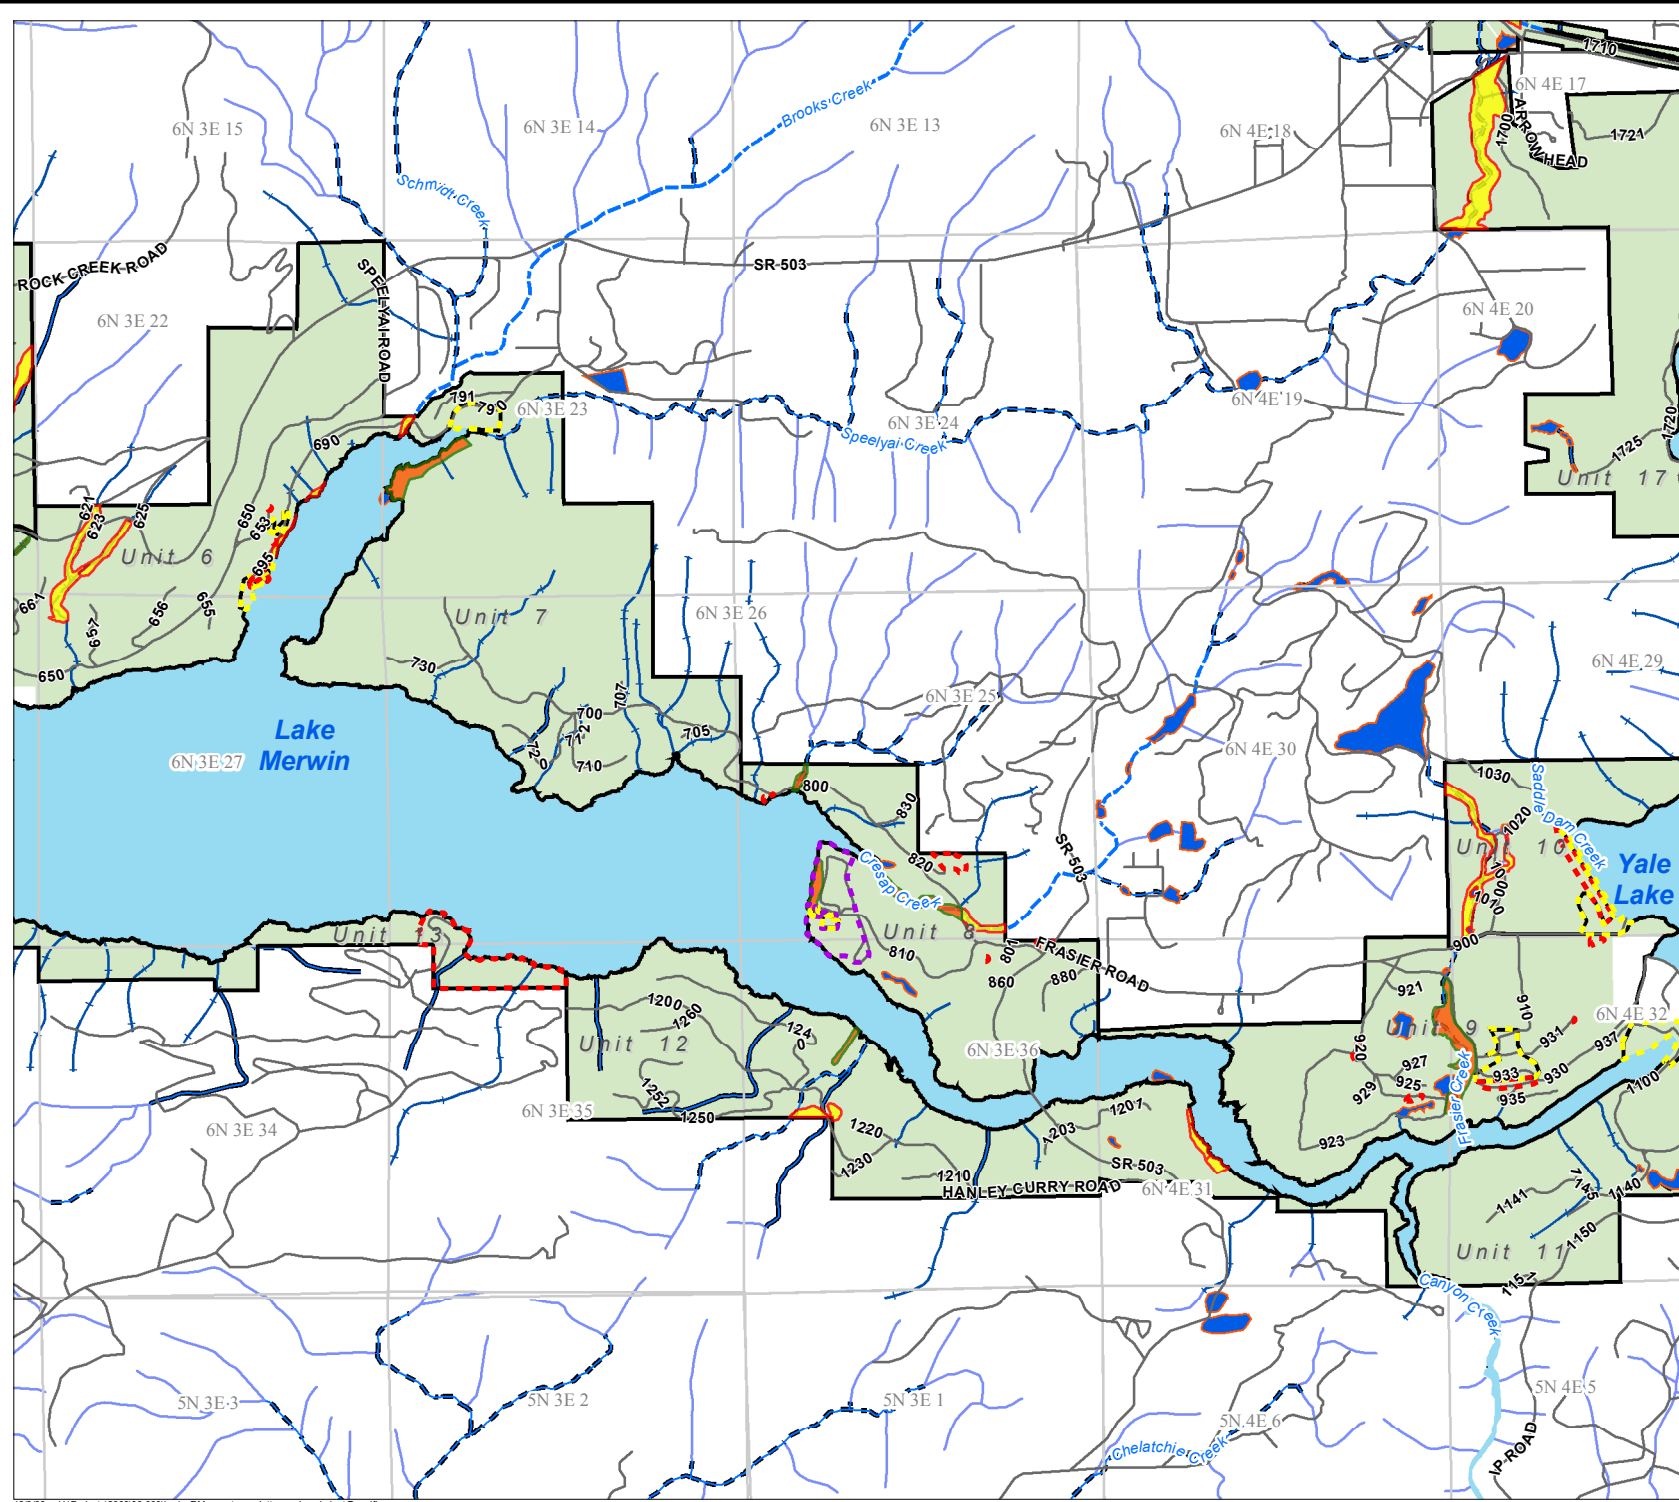 1710
6N 4E 17
6N 3E 15
6N 3E 14
Brooks Creek
6N 3E 13
6N 4E 18
1700
ARROW HEAD
1721
Schmidt Creek
ROCK CREEK ROAD
SPEELYAI ROAD
SR 503
6N 3E 22
6N 4E 20
791
790
6N 3E 23
6N 3E 24
6N 4E 19
Speelyai Creek
690
1720
1725
Unit 17
621
623
625
650
653
695
Unit 6
661
657
656
655
650
Unit 7
6N 3E 26
730
707
6N 4E 29
6N 3E 25
700
712
720
710
705
Lake
Merwin
6N 3E 27
6N 4E 30
800
830
820
Cresap Creek
SR 503
1030
1020
Saddle Dam Creek
Unit 10
1000
1010
Yale
Lake
Unit 13
Unit 8
810
801
FRASIER ROAD
860
880
900
921
910
6N 4E 32
Unit 9
931
937
920
927
925
929
933
930
935
1100
923
Frasier Creek
1200
1260
1240
Unit 12
6N 3E 36
1252
1250
6N 3E 35
6N 3E 34
1220
1230
1210
1203
1207
SR 503
HANLEY CURRY ROAD
6N 4E 31
1141
1145
1140
1150
Unit 11
1151
Canyon Creek
5N 3E 3
5N 3E 2
5N 3E 1
5N 4E 6
5N 4E 5
Chelatchie Creek
IP ROAD